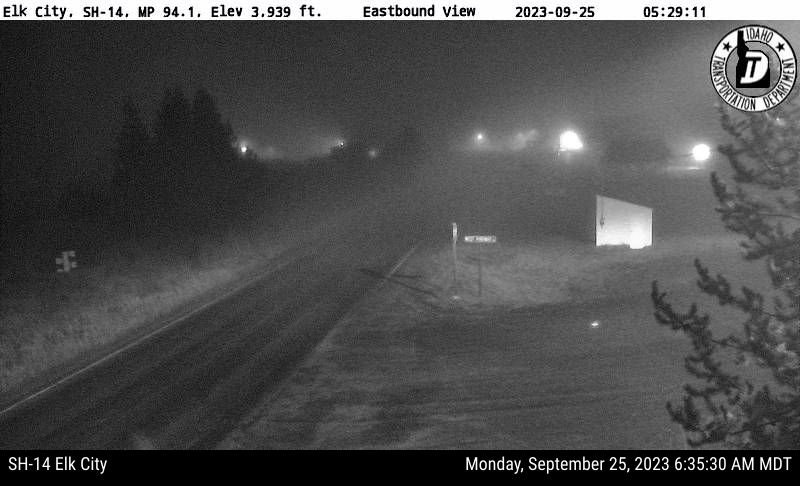 Elk City, SH-14, MP 94.1, Elev 3,939 ft. Eastbound View 2023-09-25 05:29:11
IDAHO
TRANSPORTATION DEPARTMENT
SH-14 Elk City Monday, September 25, 2023 6:35:30 AM MDT